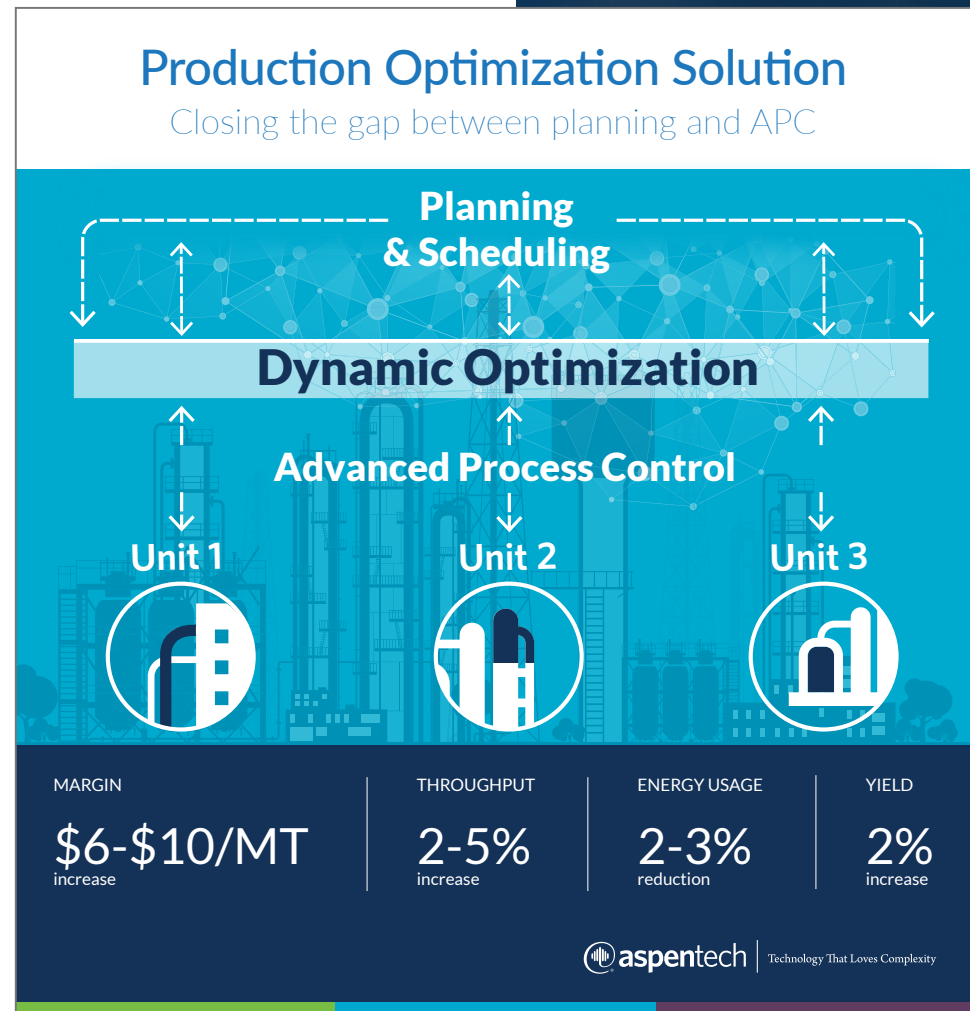 Production Optimization Solution
Closing the gap between planning and APC
Planning
& Scheduling
Dynamic Optimization
Advanced Process Control
Unit 1
Unit 2
Unit 3
MARGIN
$6-$10/MT
increase
THROUGHPUT
2-5%
increase
ENERGY USAGE
2-3%
reduction
YIELD
2%
increase
aspentech
Technology That Loves Complexity